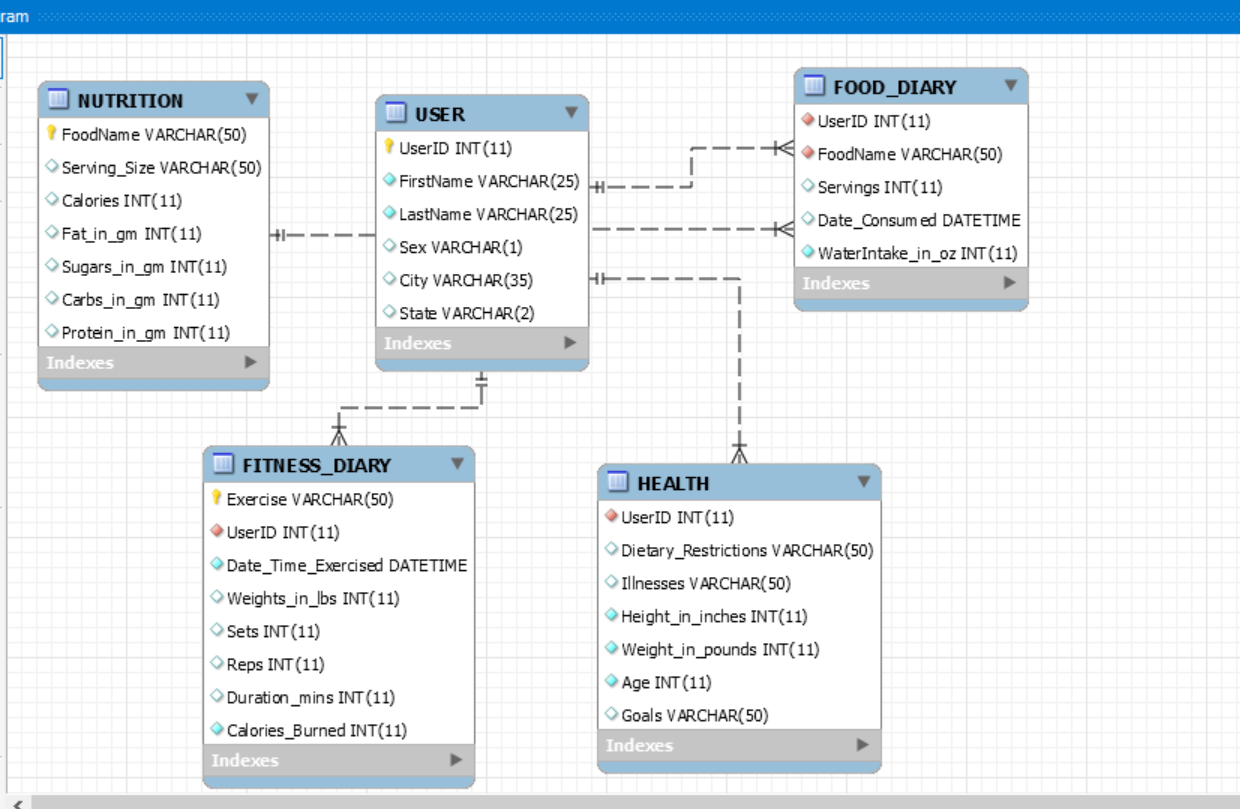 ram
NUTRITION
FoodName VARCHAR(50)
Serving_Size VARCHAR(50)
Calories INT(11)
Fat_in_gm INT(11)
Sugars_in_gm INT(11)
Carbs_in_gm INT(11)
Protein_in_gm INT(11)
Indexes
USER
UserID INT(11)
FirstName VARCHAR(25)
LastName VARCHAR(25)
Sex VARCHAR(1)
City VARCHAR(35)
State VARCHAR(2)
Indexes
FOOD_DIARY
UserID INT(11)
FoodName VARCHAR(50)
Servings INT(11)
Date_Consumed DATETIME
WaterIntake_in_oz INT(11)
Indexes
FITNESS_DIARY
Exercise VARCHAR(50)
UserID INT(11)
Date_Time_Exercised DATETIME
Weights_in_lbs INT(11)
Sets INT(11)
Reps INT(11)
Duration_mins INT(11)
Calories_Burned INT(11)
Indexes
HEALTH
UserID INT(11)
Dietary_Restrictions VARCHAR(50)
Illnesses VARCHAR(50)
Height_in_inches INT(11)
Weight_in_pounds INT(11)
Age INT(11)
Goals VARCHAR(50)
Indexes